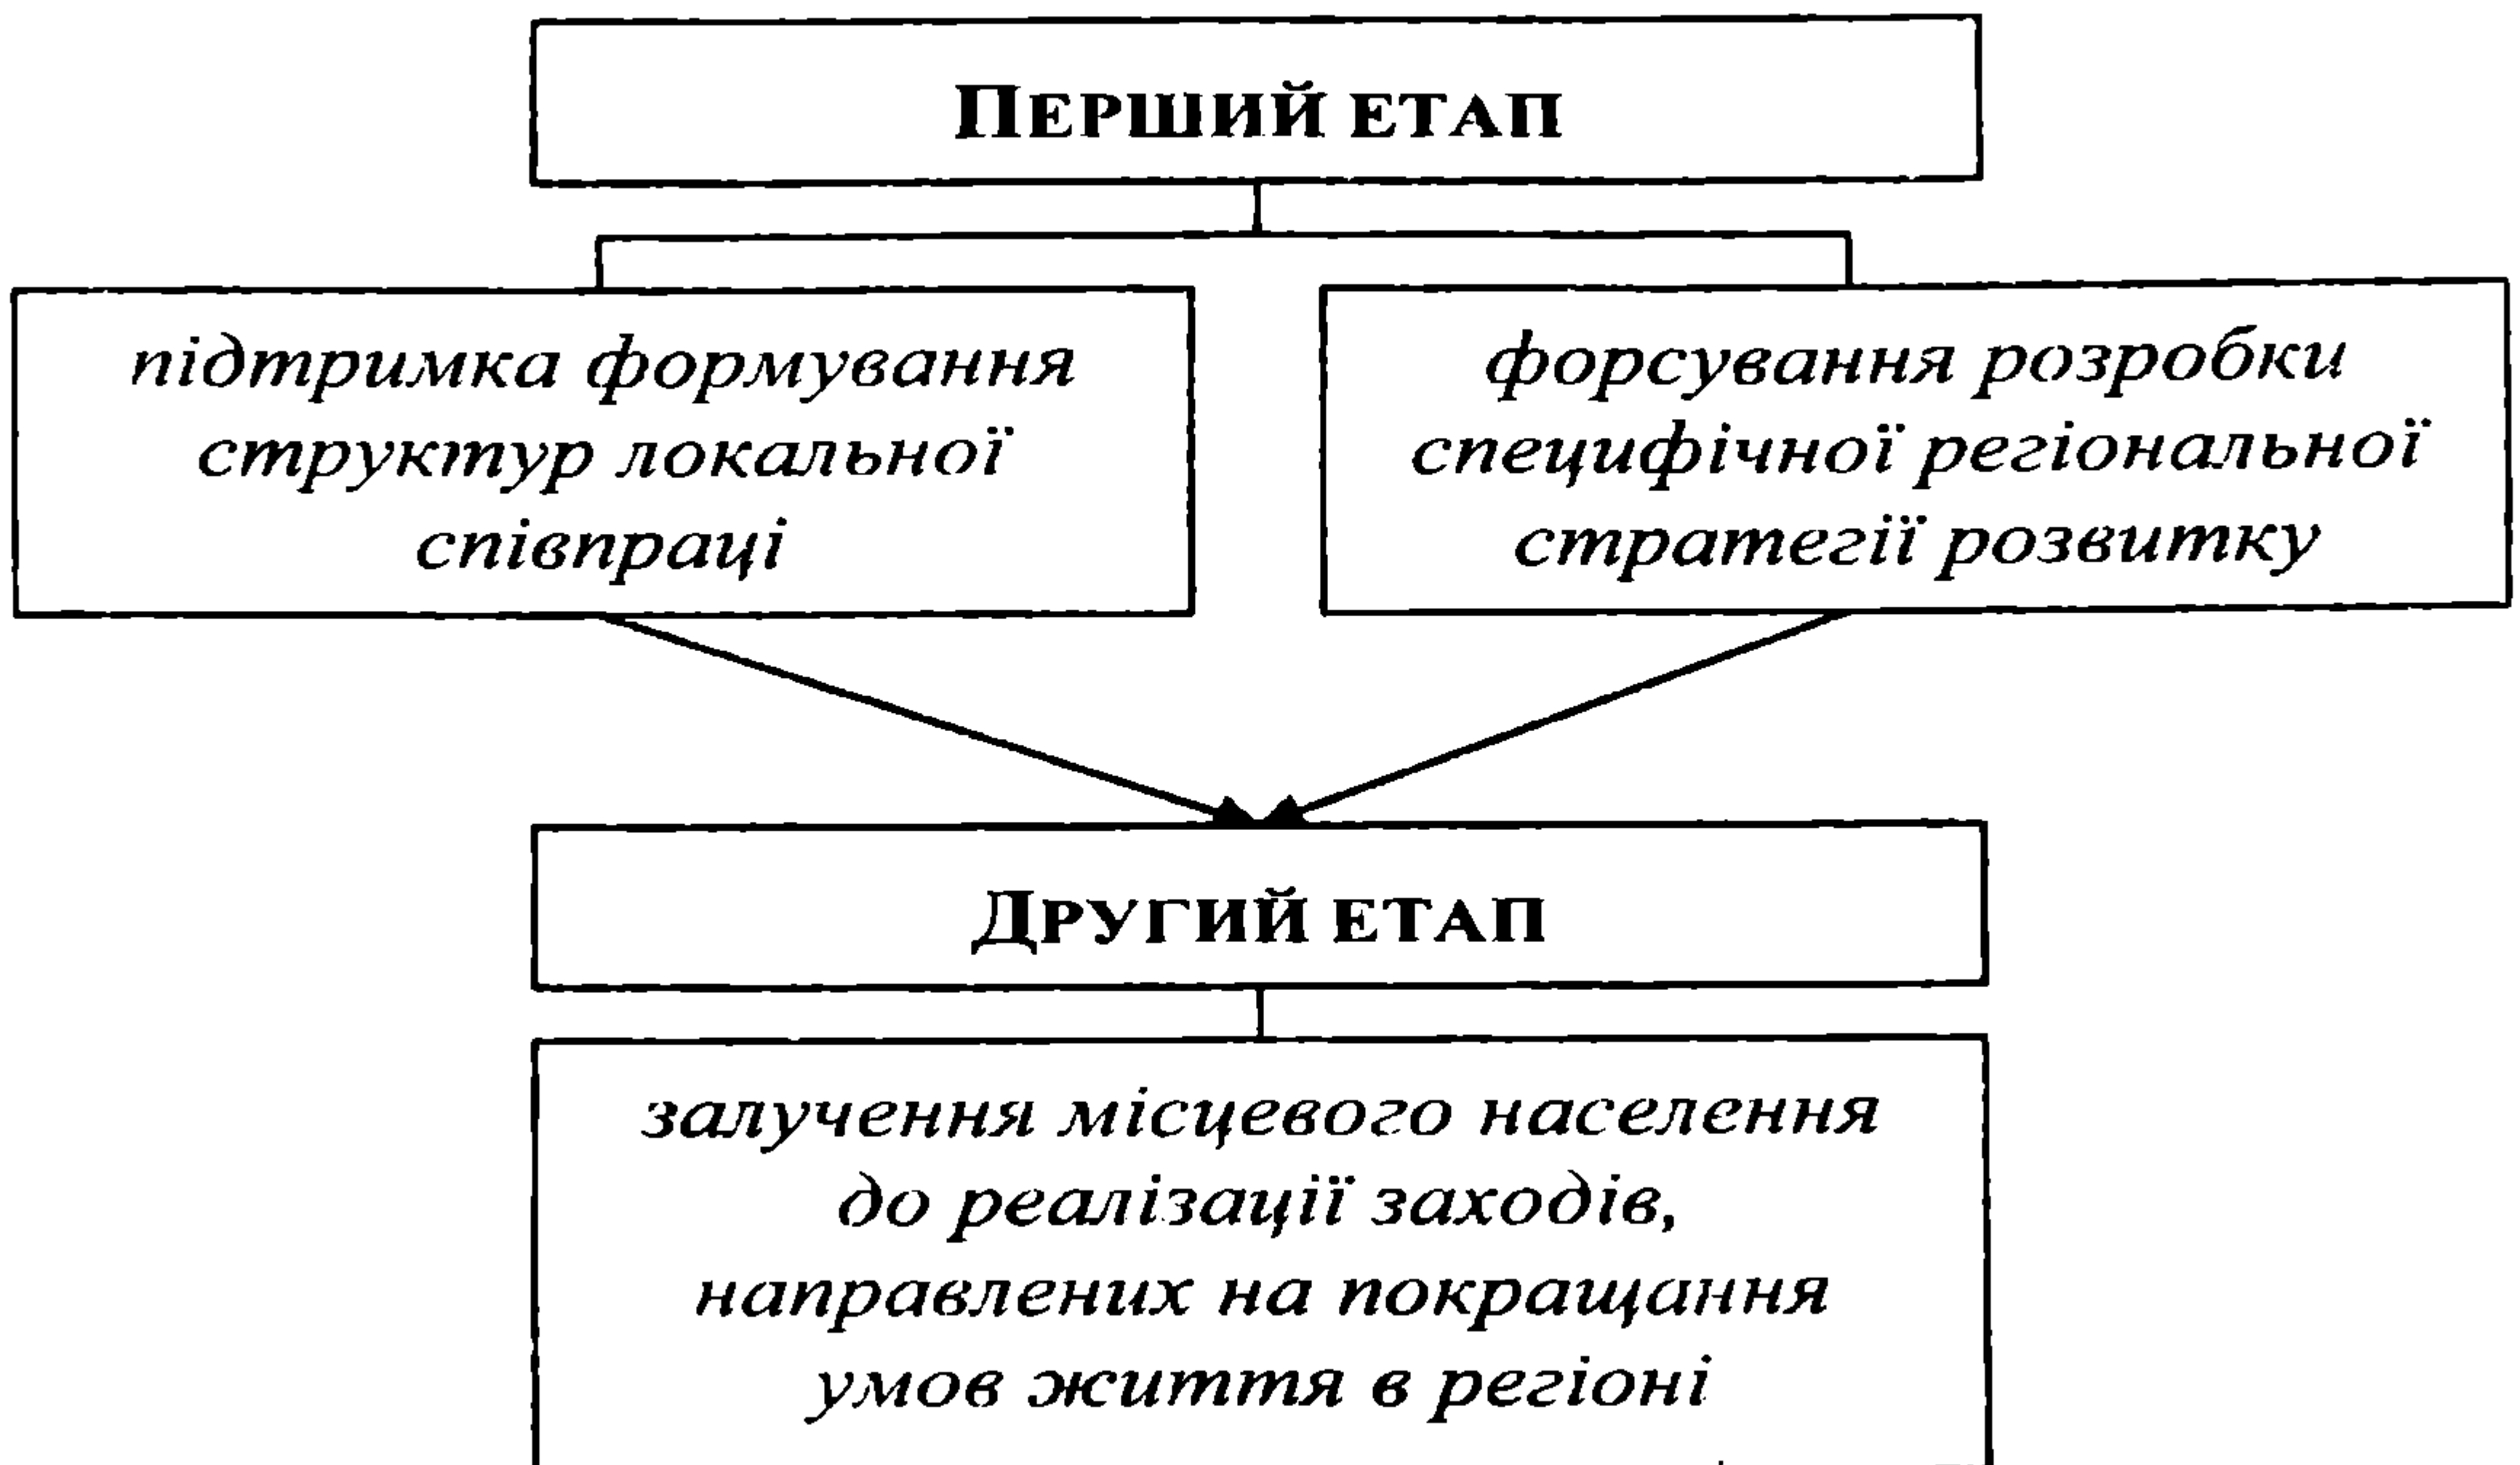 ПЕРШИЙ ЕТАП
підтримка формування
структур локальної
співпраці
форсування розробки
специфічної регіональної
стратегії розвитку
ДРУГИЙ ЕТАП
залучення місцевого населення
до реалізації заходів,
направлених на покращання
умов життя в регіоні